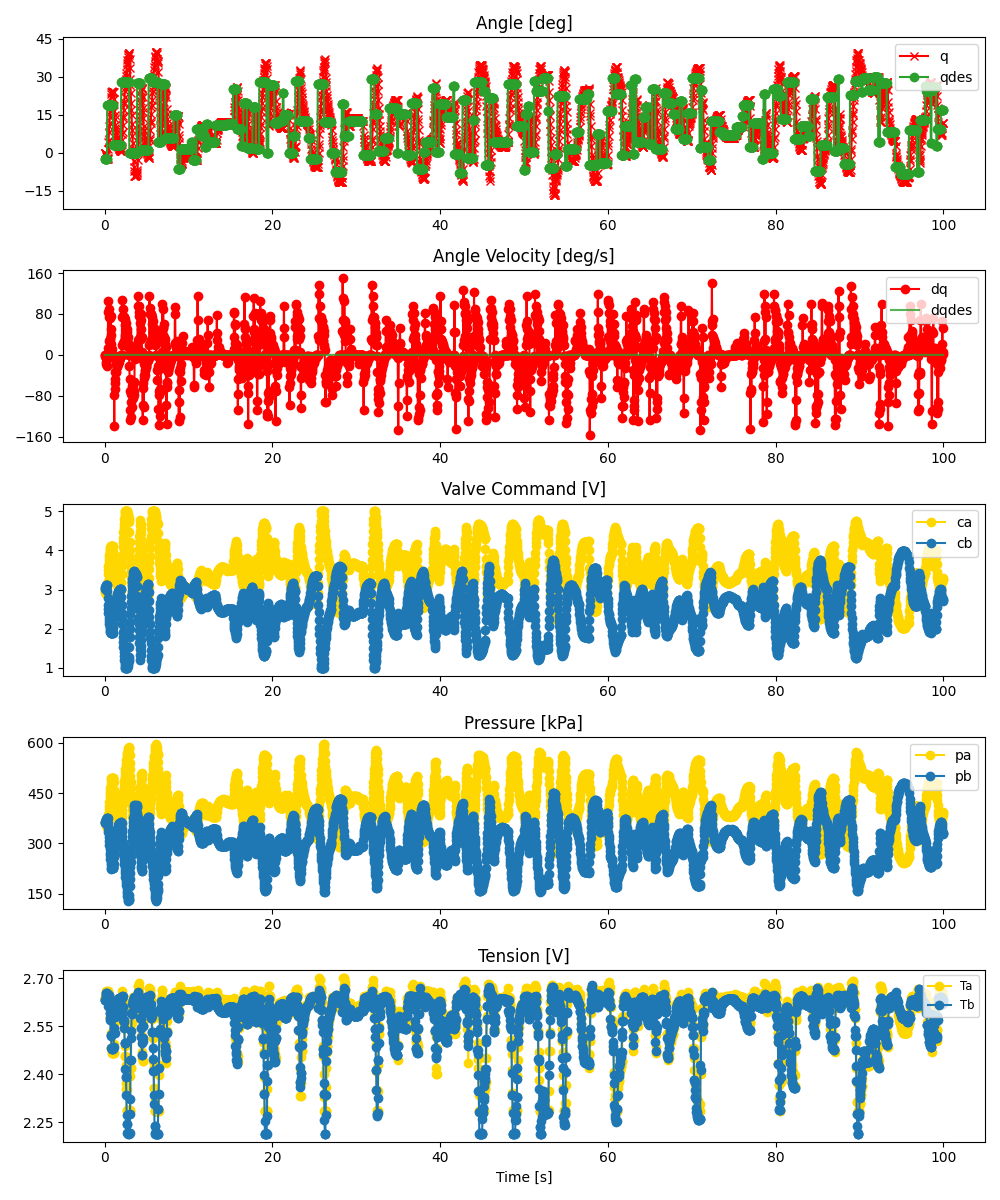 Angle [deg]
45
30
15
0
−15
q
qdes
0 20 40 60 80 100
Angle Velocity [deg/s]
160
80
0
−80
−160
dq
dqdes
0 20 40 60 80 100
Valve Command [V]
5
4
3
2
1
ca
cb
0 20 40 60 80 100
Pressure [kPa]
600
450
300
150
pa
pb
0 20 40 60 80 100
Tension [V]
2.70
2.55
2.40
2.25
Ta
Tb
0 20 40 60 80 100
Time [s]